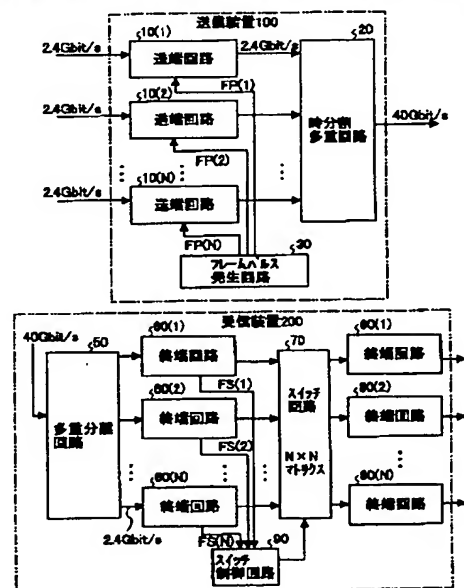 送信装置100
2.4Gbit/s
10(1)
送端回路
2.4Gbit/s
20
FP(1)
2.4Gbit/s
10(2)
送端回路
FP(2)
時分割
多重回路
40Gbit/s
2.4Gbit/s
10(N)
送端回路
FP(N)
30
フレームパルス
発生回路
受信装置200
40Gbit/s
50
多重分離
回路
60(1)
終端回路
FS(1)
60(2)
終端回路
FS(2)
60(N)
終端回路
FS(N)
2.4Gbit/s
70
スイッチ
回路
N×N
マトリクス
80(1)
終端回路
80(2)
終端回路
80(N)
終端回路
90
スイッチ
制御回路